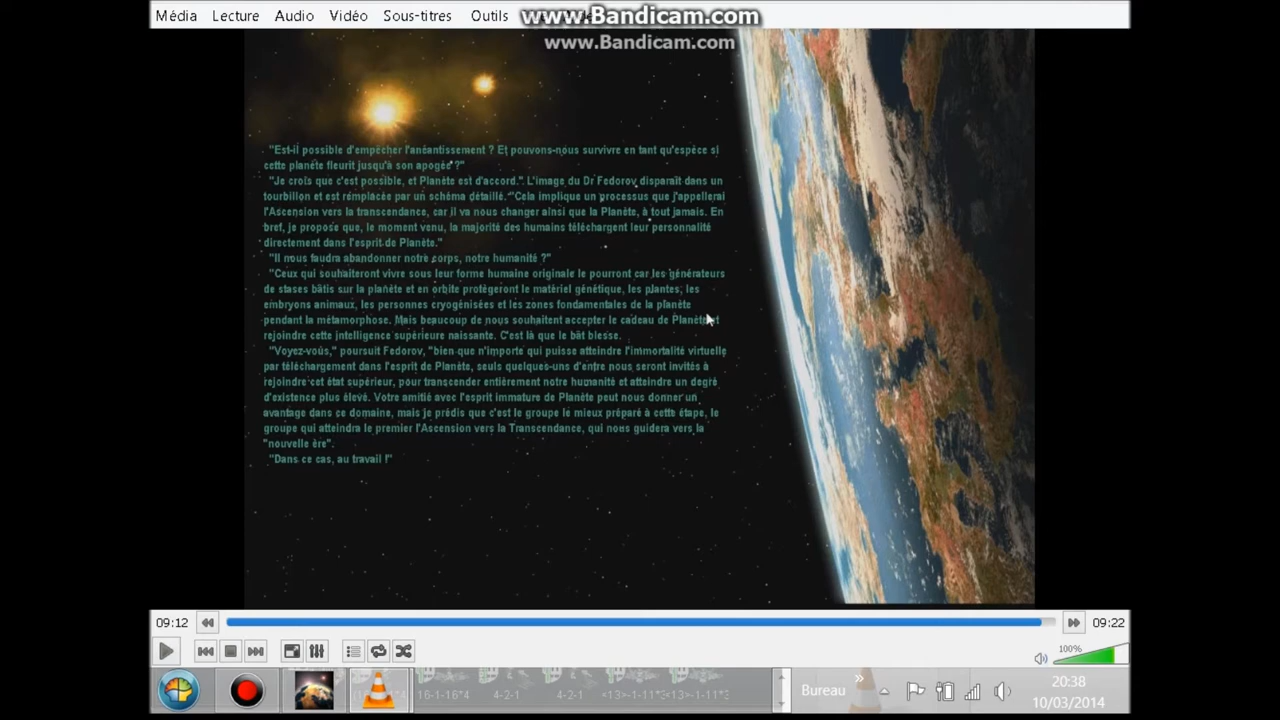 Média Lecture Audio Vidéo Sous-titres Outils
www.Bandicam.com
www.Bandicam.com
"Est-il possible d'empêcher l'anéantissement ? Et pouvons-nous survivre en tant qu'espèce si
cette planète fleurit jusqu'à son apogée ?"
"Je crois que c'est possible, et Planète est d'accord." L'image du Dr Fedorov disparaît dans un
tourbillon et est remplacée par un schéma détaillé. "Cela implique un processus que j'appellerai
l'Ascension vers la transcendance, car il va nous changer ainsi que la Planète, à tout jamais. En
bref, je propose que, le moment venu, la majorité des humains téléchargent leur personnalité
directement dans l'esprit de Planète."
"Il nous faudra abandonner notre corps, notre humanité ?"
"Ceux qui souhaiteront vivre sous leur forme humaine originale le pourront car les générateurs
de stases bâtis sur la planète et en orbite protègeront le matériel génétique, les plantes, les
embryons animaux, les personnes cryogénisées et les zones fondamentales de la planète
pendant la métamorphose. Mais beaucoup de nous souhaitent accepter le cadeau de Planète et
rejoindre cette intelligence supérieure naissante. C'est là que le bât blesse.
"Voyez-vous," poursuit Fedorov, "bien que n'importe qui puisse atteindre l'immortalité virtuelle
par téléchargement dans l'esprit de Planète, seuls quelques-uns d'entre nous seront invités à
rejoindre cet état supérieur, pour transcender entièrement notre humanité et atteindre un degré
d'existence plus élevé. Votre amitié avec l'esprit immature de Planète peut nous donner un
avantage dans ce domaine, mais je prédis que c'est le groupe le mieux préparé à cette étape, le
groupe qui atteindra le premier l'Ascension vers la Transcendance, qui nous guidera vers la
"nouvelle ère".
"Dans ce cas, au travail !"
09:12 09:22
100%
16-1-16*4 4-2-1 4-2-1
Bureau »
20:38
10/03/2014